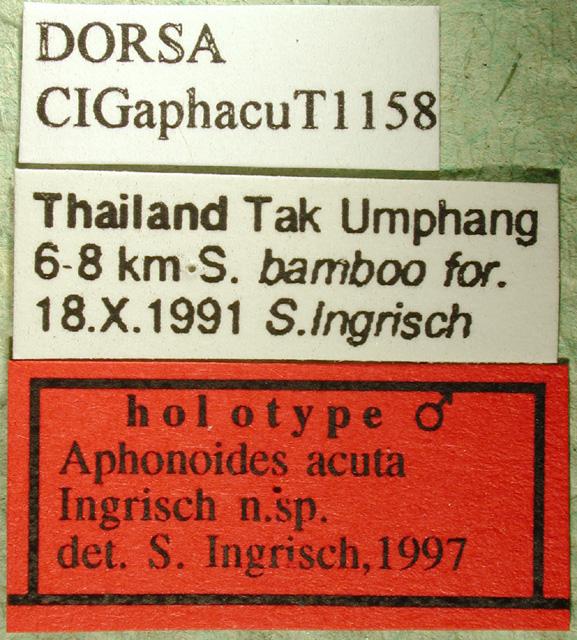 DORSA
CIGaphacuT1158
Thailand Tak Umphang
6-8 km S. bamboo for.
18.X.1991 S.Ingrisch
holotype ♂
Aphonoides acuta
Ingrisch n.sp.
det. S. Ingrisch,1997